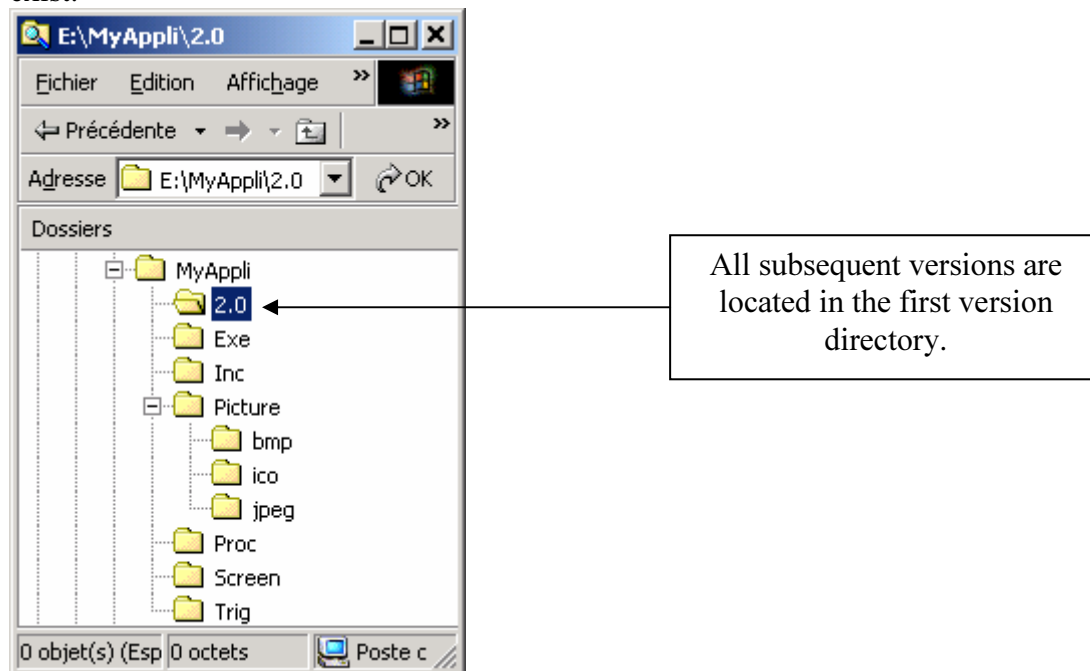 exist.
E:\MyAppli\2.0
Fichier Edition Affichage »
Précédente »
Adresse E:\MyAppli\2.0 OK
Dossiers
MyAppli
2.0
Exe
Inc
Picture
bmp
ico
jpeg
Proc
Screen
Trig
0 objet(s) (Esp 0 octets Poste c
All subsequent versions are
located in the first version
directory.